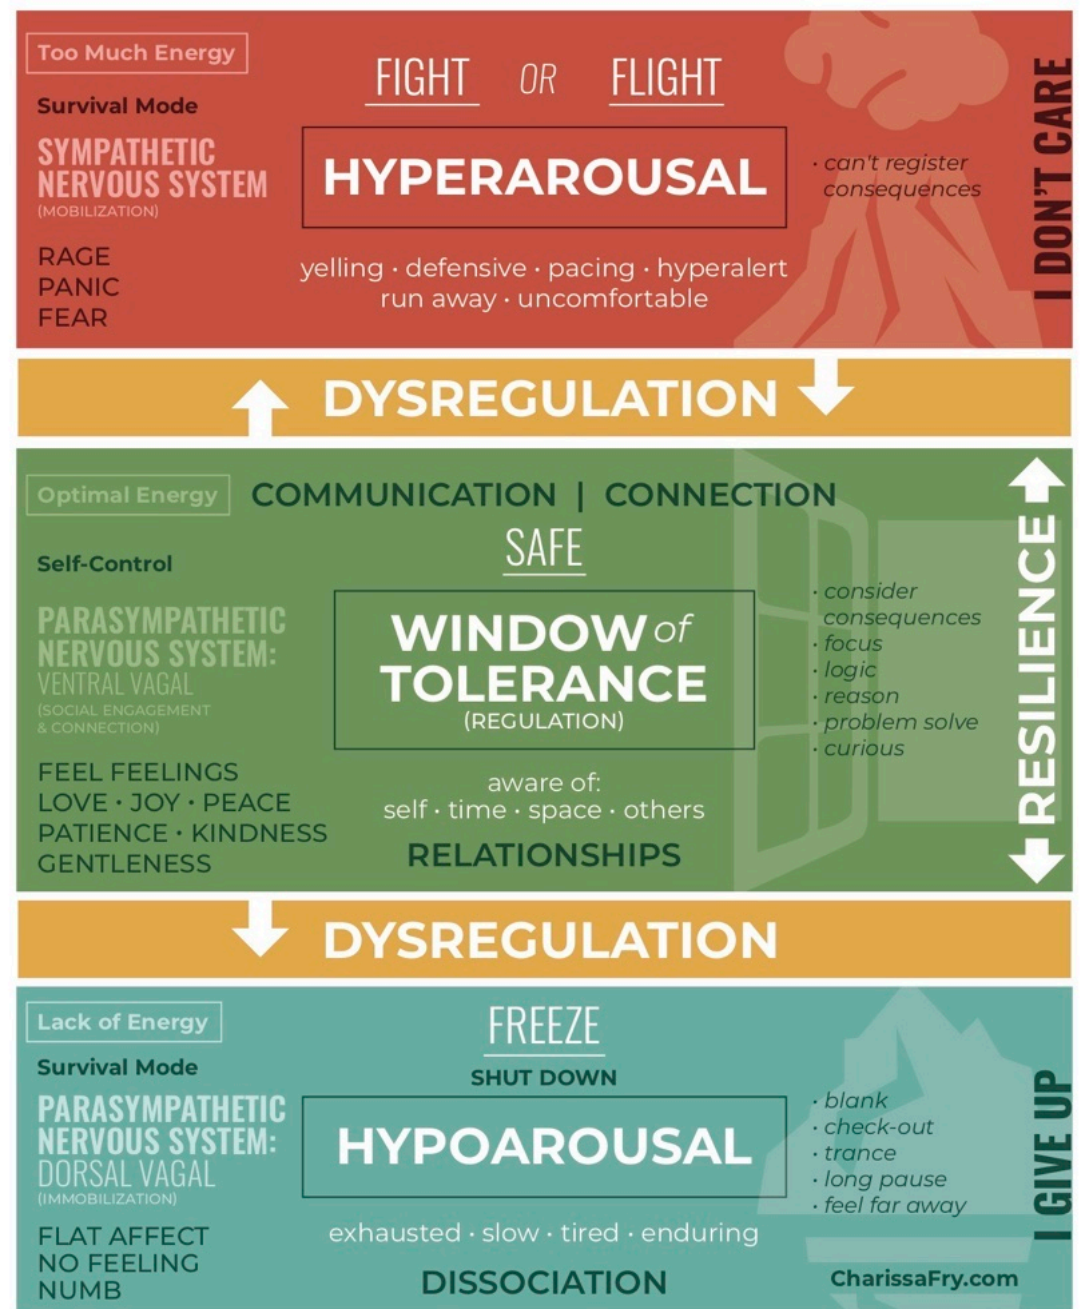 Too Much Energy
FIGHT OR FLIGHT
Survival Mode
SYMPATHETIC
NERVOUS SYSTEM
(MOBILIZATION)
HYPERAROUSAL
· can't register
consequences
I DON'T CARE
RAGE
PANIC
FEAR
yelling · defensive · pacing · hyperalert
run away · uncomfortable
DYSREGULATION
Optimal Energy
COMMUNICATION | CONNECTION
SAFE
Self-Control
PARASYMPATHETIC
NERVOUS SYSTEM:
VENTRAL VAGAL
(SOCIAL ENGAGEMENT
& CONNECTION)
WINDOW of
TOLERANCE
(REGULATION)
· consider
consequences
· focus
· logic
· reason
· problem solve
· curious
RESILIENCE
FEEL FEELINGS
LOVE · JOY · PEACE
PATIENCE · KINDNESS
GENTLENESS
aware of:
self · time · space · others
RELATIONSHIPS
DYSREGULATION
Lack of Energy
FREEZE
SHUT DOWN
Survival Mode
PARASYMPATHETIC
NERVOUS SYSTEM:
DORSAL VAGAL
(IMMOBILIZATION)
HYPOAROUSAL
· blank
· check-out
· trance
· long pause
· feel far away
I GIVE UP
FLAT AFFECT
NO FEELING
NUMB
exhausted · slow · tired · enduring
DISSOCIATION
CharissaFry.com